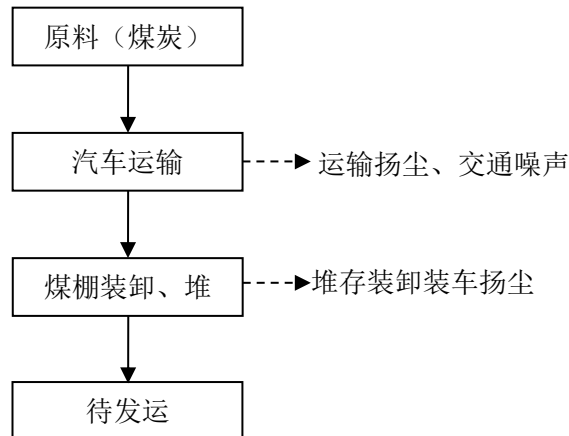 原料（煤炭）
汽车运输
运输扬尘、交通噪声
煤棚装卸、堆
堆存装卸装车扬尘
待发运